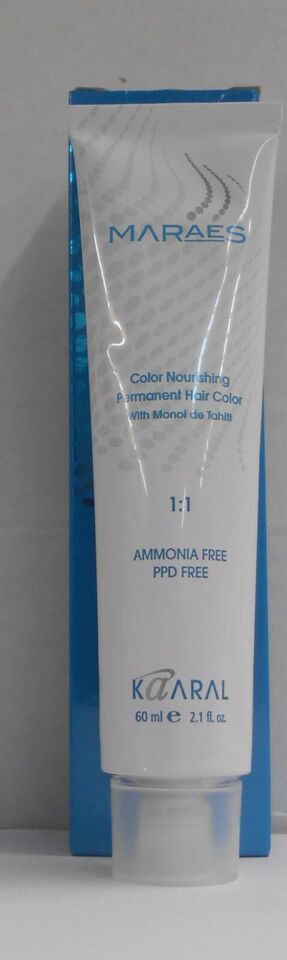 MARAES
Color Nourishing
Permanent Hair Color
With Monoi de Tahiti
1:1
AMMONIA FREE
PPD FREE
KAARAL
60 ml e 2.1 fl. oz.